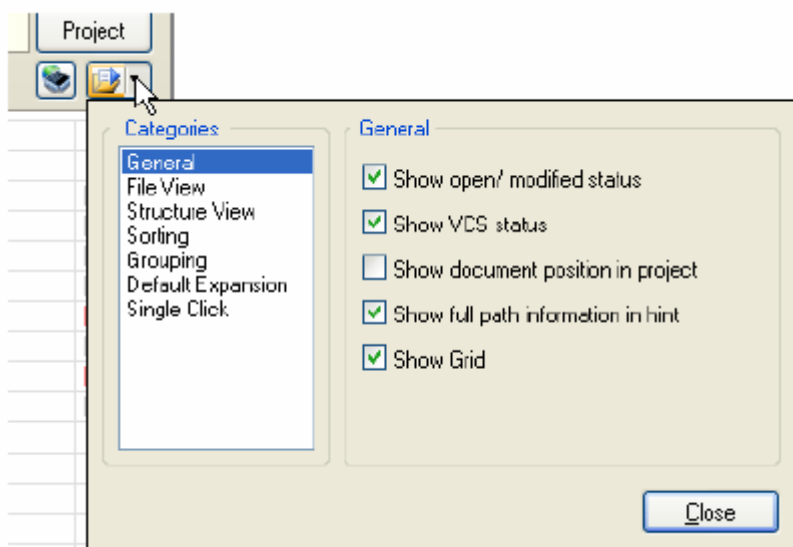 Project
Categories
General
File View
Structure View
Sorting
Grouping
Default Expansion
Single Click
General
Show open/ modified status
Show VCS status
Show document position in project
Show full path information in hint
Show Grid
Close